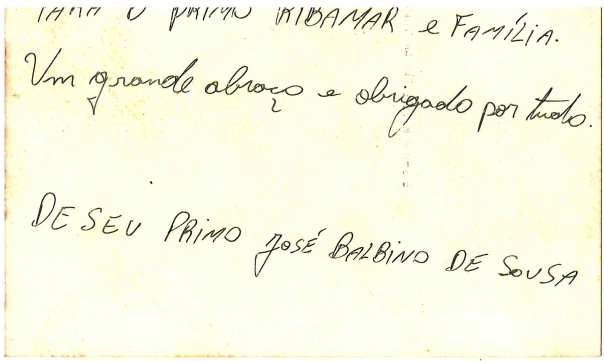 PARA O PRIMO RIBAMAR e FAMÍLIA.
Um grande abraço e obrigado por tudo.
DE SEU PRIMO JOSÉ BALBINO DE SOUSA